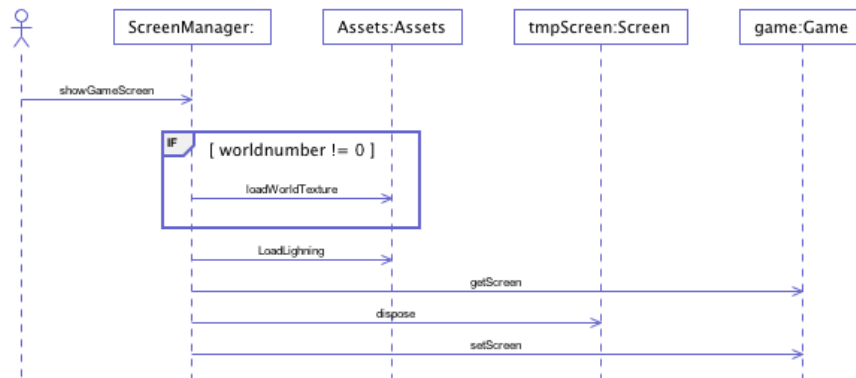 ScreenManager:
Assets:Assets
tmpScreen:Screen
game:Game
showGameScreen
IF
[ worldnumber != 0 ]
loadWorldTexture
LoadLighning
getScreen
dispose
setScreen